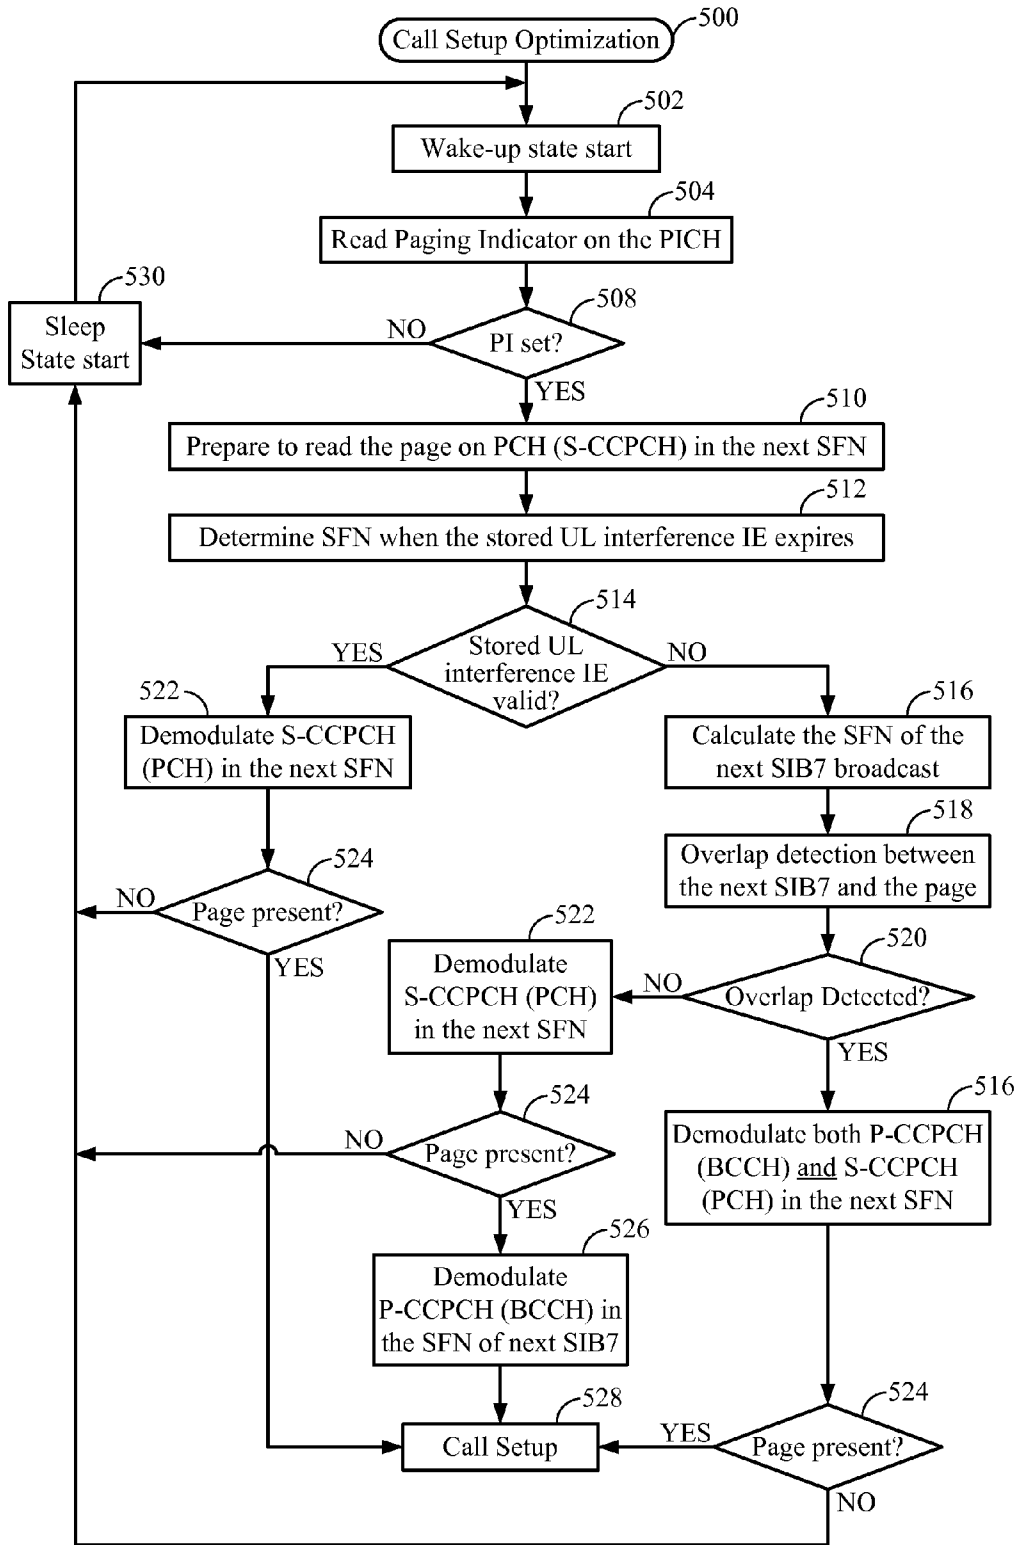 Call Setup Optimization
500
502
Wake-up state start
504
Read Paging Indicator on the PICH
530
Sleep
State start
508
NO
PI set?
YES
510
Prepare to read the page on PCH (S-CCPCH) in the next SFN
512
Determine SFN when the stored UL interference IE expires
514
YES
Stored UL
interference IE
valid?
NO
522
Demodulate S-CCPCH
(PCH) in the next SFN
516
Calculate the SFN of the
next SIB7 broadcast
518
Overlap detection between
the next SIB7 and the page
524
NO
Page present?
YES
522
Demodulate
S-CCPCH (PCH)
in the next SFN
520
NO
Overlap Detected?
YES
524
NO
Page present?
YES
516
Demodulate both P-CCPCH
(BCCH) and S-CCPCH
(PCH) in the next SFN
526
Demodulate
P-CCPCH (BCCH) in
the SFN of next SIB7
528
Call Setup
524
YES
Page present?
NO